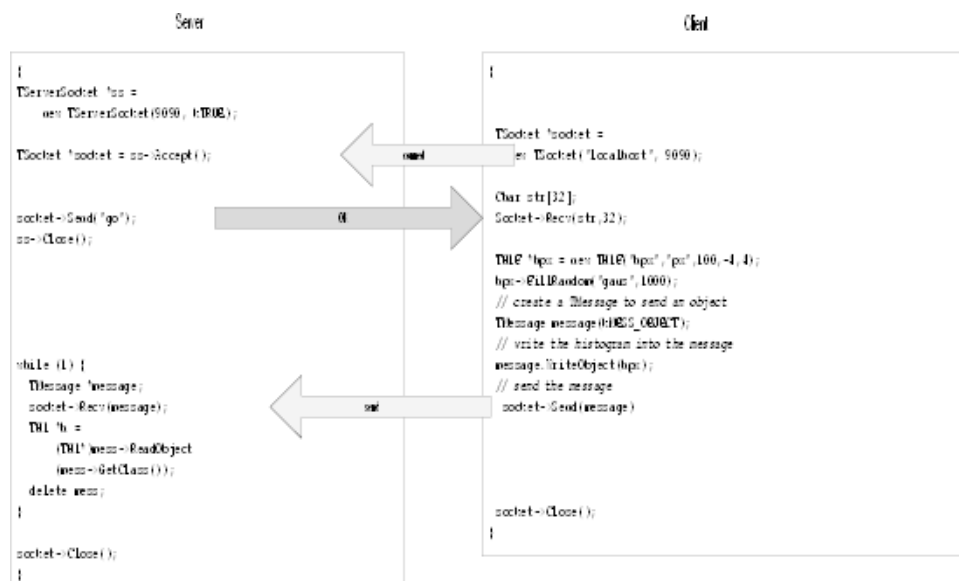 Server
{
TServerSocket *ss =
new TServerSocket(9090, kTRUE);
TSocket *socket = ss->Accept();
socket->Send("go");
ss->Close();
while (1) {
TMessage *message;
socket->Recv(message);
TH1 *h =
(TH1*)mess->ReadObject
(mess->GetClass());
delete mess;
}
socket->Close();
}
connect
OK
send
Client
{
TSocket *socket =
new TSocket("localhost", 9090);
Char str[32];
Socket->Recv(str,32);
TH1F *hpx = new TH1F("hpx","px",100,-4,4);
hpx->FillRandom("gaus",1000);
// create a TMessage to send an object
TMessage message(kMESS_OBJECT);
// write the histogram into the message
message.WriteObject(hpx);
// send the message
socket->Send(message)
socket->Close();
}